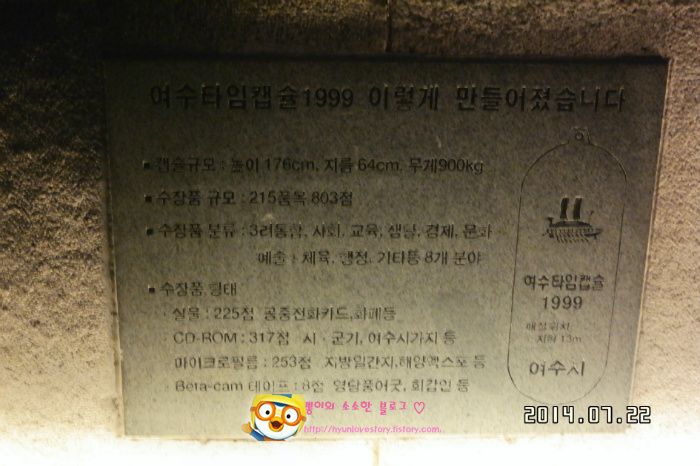 여수타임캡슐1999 이렇게 만들어졌습니다
▪ 캡슐규모 : 높이 176cm, 지름 64cm, 무게900kg
▪ 수장품 규모 : 215품목 803점
▪ 수장품 분류 : 3려통합, 사회, 교육, 생활, 경제, 문화
예술 : 체육, 행정, 기타통 8개 분야
▪ 수장품 형태
실물 : 225점 공중전화카드,화폐등
CD-ROM : 317점 시 · 군기, 여수시가지 등
마이크로필름 : 253점 지방일간지,해양엑스포 등
Beta-cam 테이프 : 8점 영당풍어굿, 회갑인 등
여수타임캡슐
1999
매설위치
지하 13m
여수시
소소한 블로그 ♡
http://hyunlovestory.tistory.com
2014.07.22